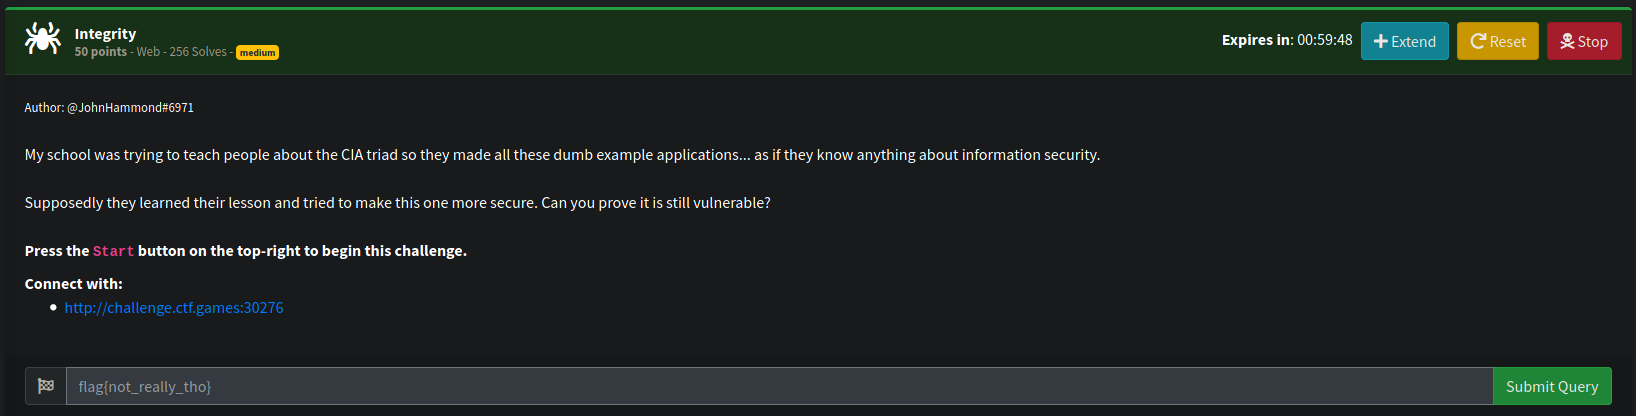 Integrity
50 points - Web - 256 Solves - medium
Expires in: 00:59:48 Extend Reset Stop
Author: @JohnHammond#6971
My school was trying to teach people about the CIA triad so they made all these dumb example applications... as if they know anything about information security.
Supposedly they learned their lesson and tried to make this one more secure. Can you prove it is still vulnerable?
Press the Start button on the top-right to begin this challenge.
Connect with:
http://challenge.ctf.games:30276
flag{not_really_tho} Submit Query